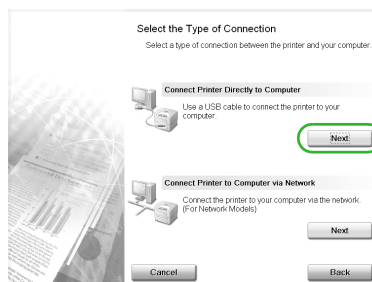 Select the Type of Connection
Select a type of connection between the printer and your computer.
Connect Printer Directly to Computer
Use a USB cable to connect the printer to your
computer.
Next
Connect Printer to Computer via Network
Connect the printer to your computer via the network.
(For Network Models)
Next
Cancel
Back